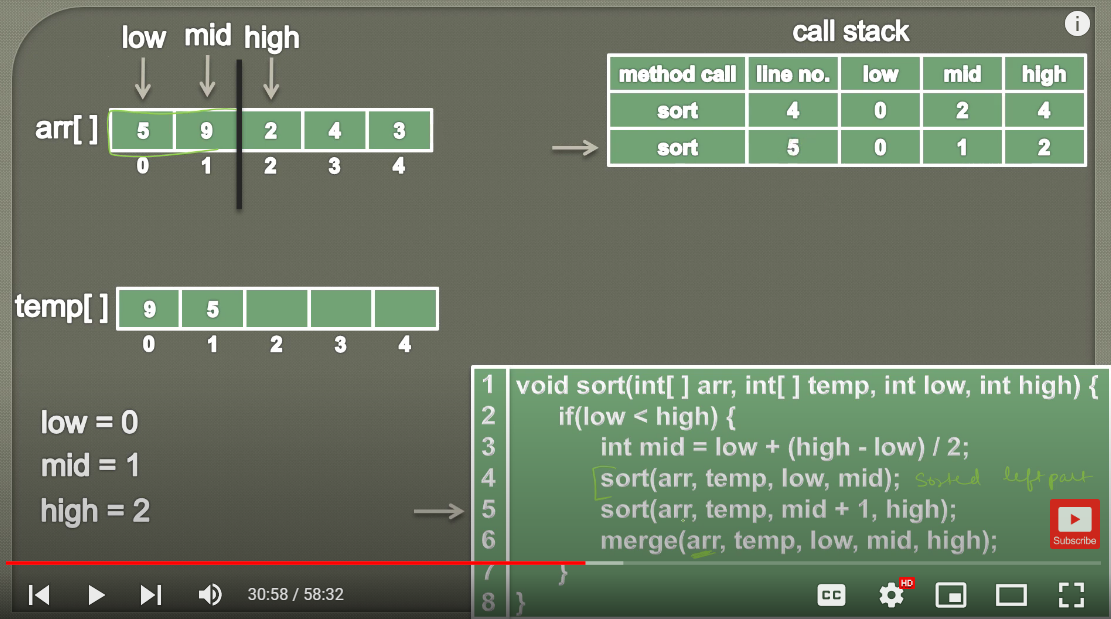 low mid high
call stack
method call line no. low mid high
sort 4 0 2 4
sort 5 0 1 2
arr[ ] 5 9 2 4 3
0 1 2 3 4
temp[ ] 9 5
0 1 2 3 4
low = 0
mid = 1
high = 2
1 void sort(int[ ] arr, int[ ] temp, int low, int high) {
2 if(low < high) {
3 int mid = low + (high - low) / 2;
4 sort(arr, temp, low, mid); sosted left part
5 sort(arr, temp, mid + 1, high);
6 merge(arr, temp, low, mid, high);
7 }
8 }
Subscribe
30:58 / 58:32
CC
HD
i